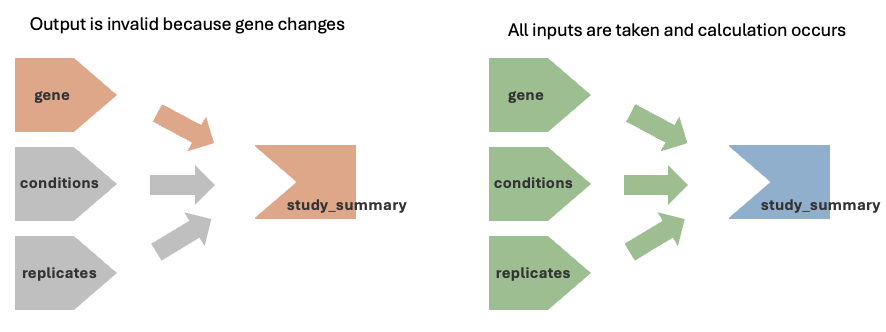 Output is invalid because gene changes
gene
conditions
replicates
study_summary
All inputs are taken and calculation occurs
gene
conditions
replicates
study_summary